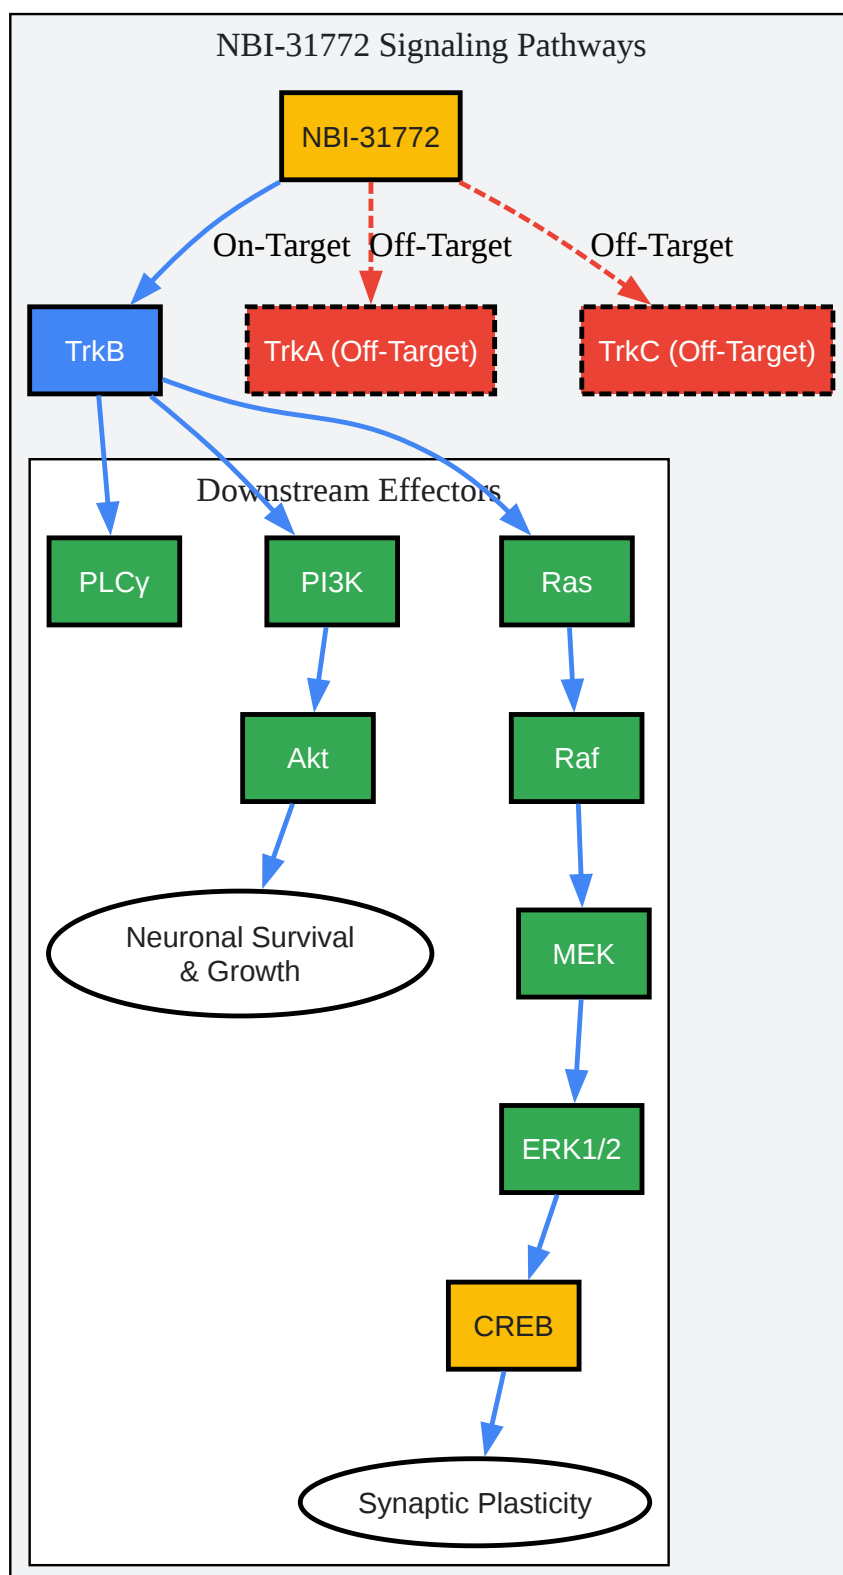 NBI-31772 Signaling Pathways
NBI-31772
On-Target
Off-Target
Off-Target
TrkB
TrkA (Off-Target)
TrkC (Off-Target)
Downstream Effectors
PLCγ
PI3K
Ras
Akt
Raf
Neuronal Survival
& Growth
MEK
ERK1/2
CREB
Synaptic Plasticity